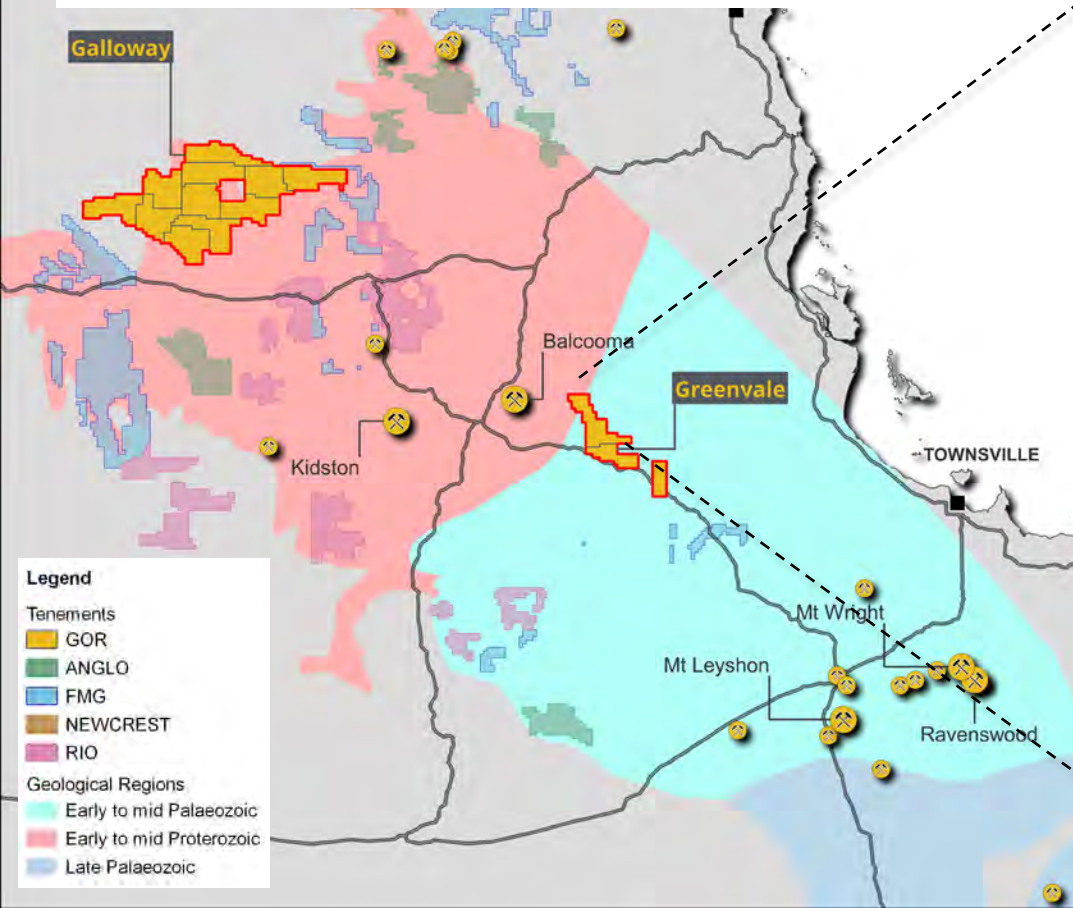 Galloway
Balcooma
Greenvale
Kidston
TOWNSVILLE
Mt Wright
Mt Leyshon
Ravenswood
Legend
Tenements
GOR
ANGLO
FMG
NEWCREST
RIO
Geological Regions
Early to mid Palaeozoic
Early to mid Proterozoic
Late Palaeozoic